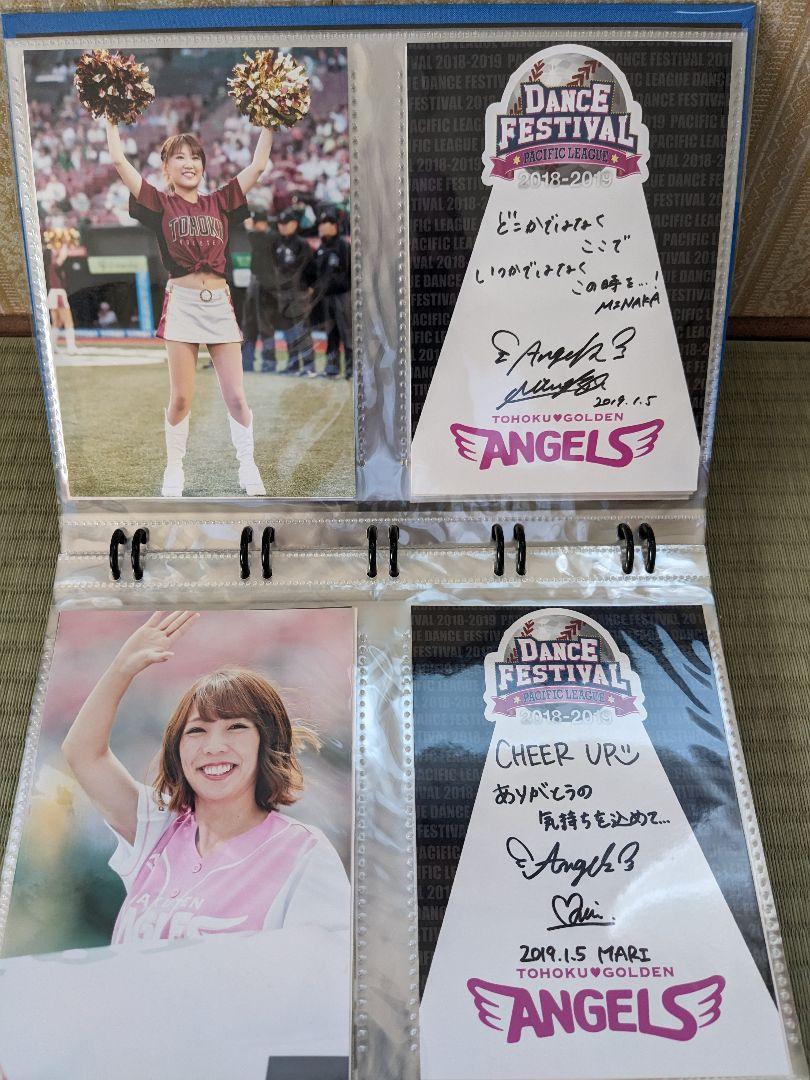 TOHOKU
DANCE
FESTIVAL
PACIFIC LEAGUE
2018-2019
どこかではなく
ここで
いつかではなく
この時を…!
MINAKA
Angels
2019.1.5
TOHOKU♥GOLDEN
ANGELS
DANCE
FESTIVAL
PACIFIC LEAGUE
2018-2019
CHEER UP
ありがとうの
気持ちを込めて…
Angels
Mari.
2019.1.5 MARI
TOHOKU♥GOLDEN
ANGELS